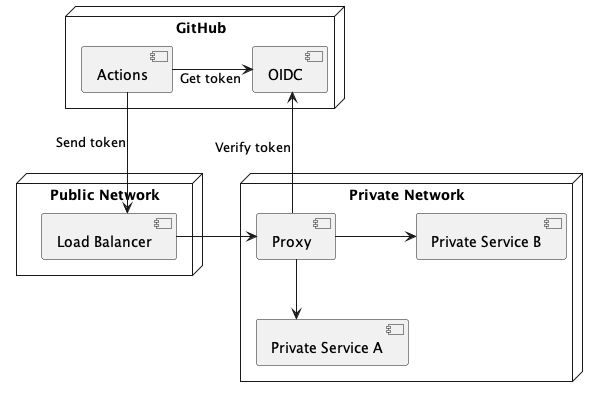 GitHub
Actions
Get token
OIDC
Send token
Verify token
Public Network
Private Network
Load Balancer
Proxy
Private Service B
Private Service A